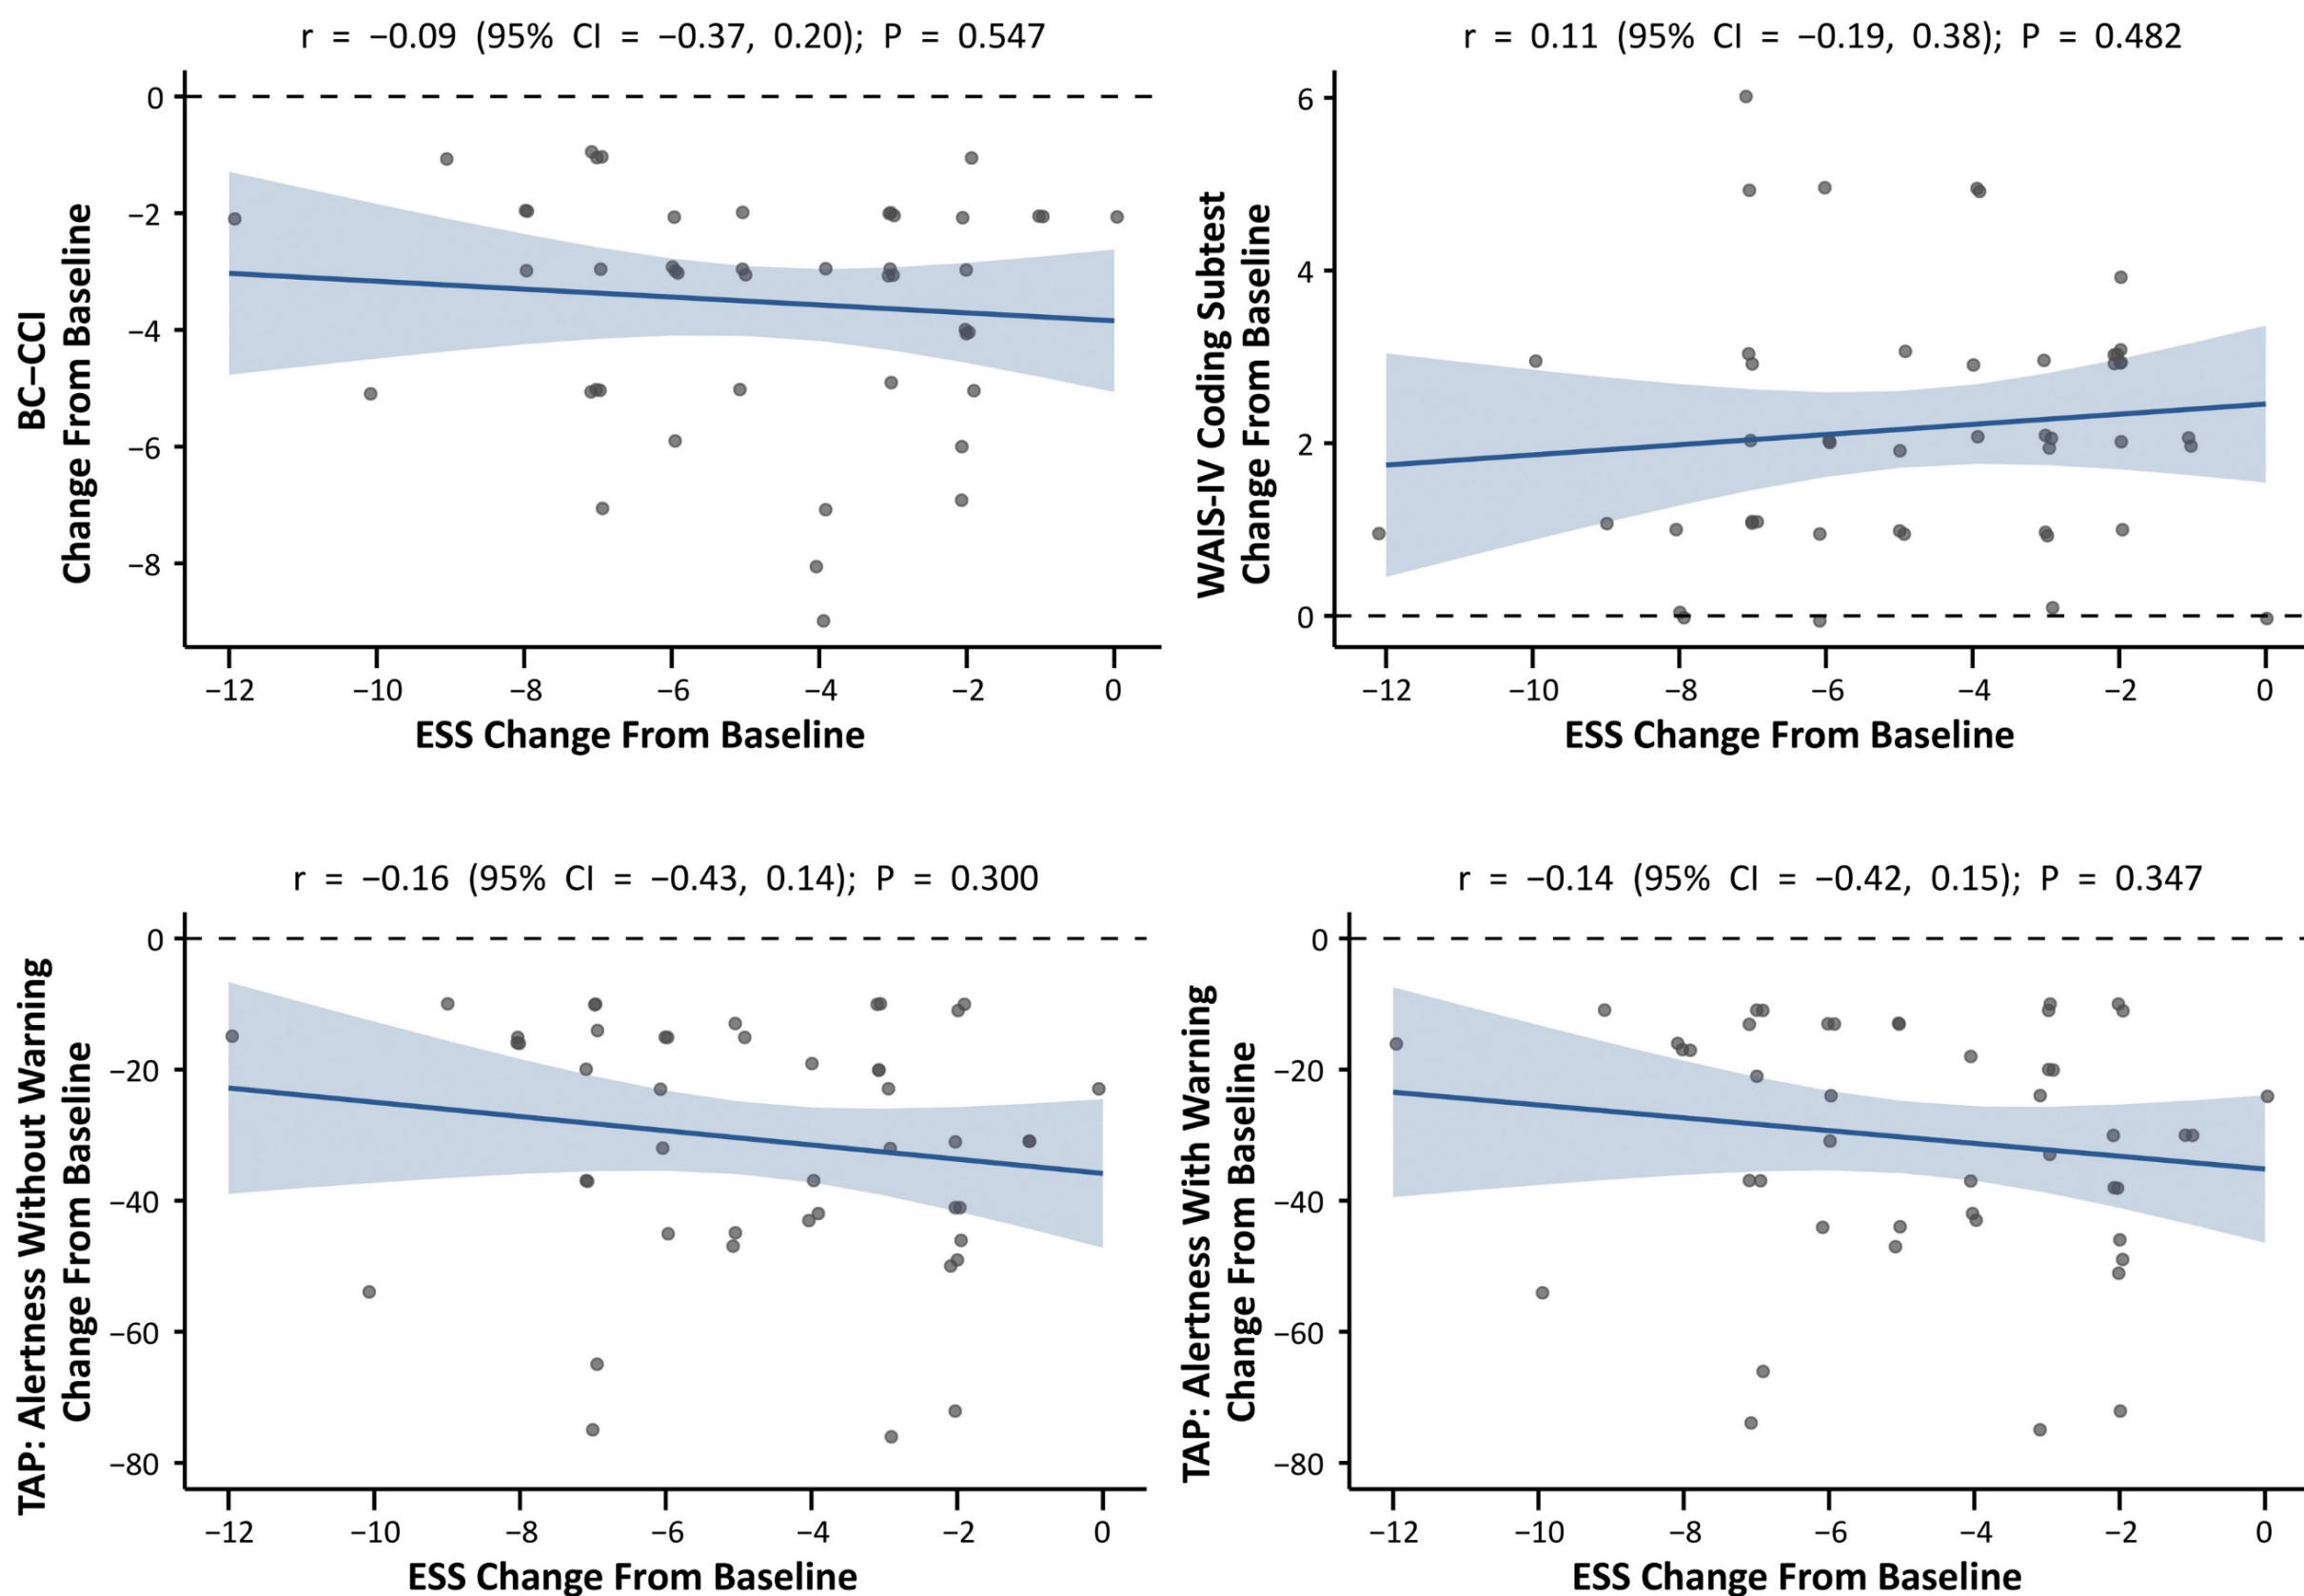 r = −0.09 (95% CI = −0.37, 0.20); P = 0.547
BC−CCI
Change From Baseline
0
−2
−4
−6
−8
−12
−10
−8
−6
−4
−2
0
ESS Change From Baseline
r = 0.11 (95% CI = −0.19, 0.38); P = 0.482
WAIS-IV Coding Subtest
Change From Baseline
6
4
2
0
−12
−10
−8
−6
−4
−2
0
ESS Change From Baseline
r = −0.16 (95% CI = −0.43, 0.14); P = 0.300
TAP: Alertness Without Warning
Change From Baseline
0
−20
−40
−60
−80
−12
−10
−8
−6
−4
−2
0
ESS Change From Baseline
r = −0.14 (95% CI = −0.42, 0.15); P = 0.347
TAP: Alertness With Warning
Change From Baseline
0
−20
−40
−60
−80
−12
−10
−8
−6
−4
−2
0
ESS Change From Baseline